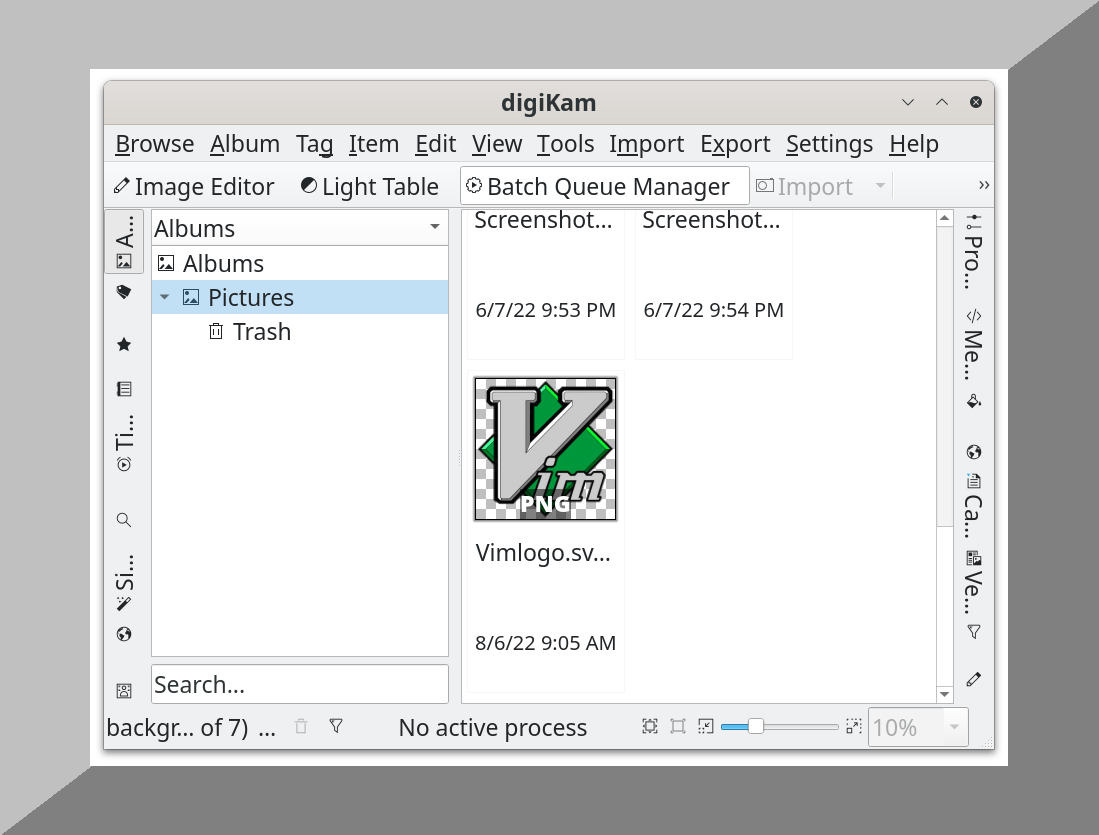 digiKam
Browse Album Tag Item Edit View Tools Import Export Settings Help
Image Editor Light Table Batch Queue Manager Import
A...
Ti...
Si...
Albums
Albums
Pictures
Trash
Search...
Screenshot... Screenshot...
6/7/22 9:53 PM 6/7/22 9:54 PM
Vim
PNG
Vimlogo.sv...
8/6/22 9:05 AM
Pro...
Me...
Ca...
Ve...
backgr... of 7) ... No active process 10%